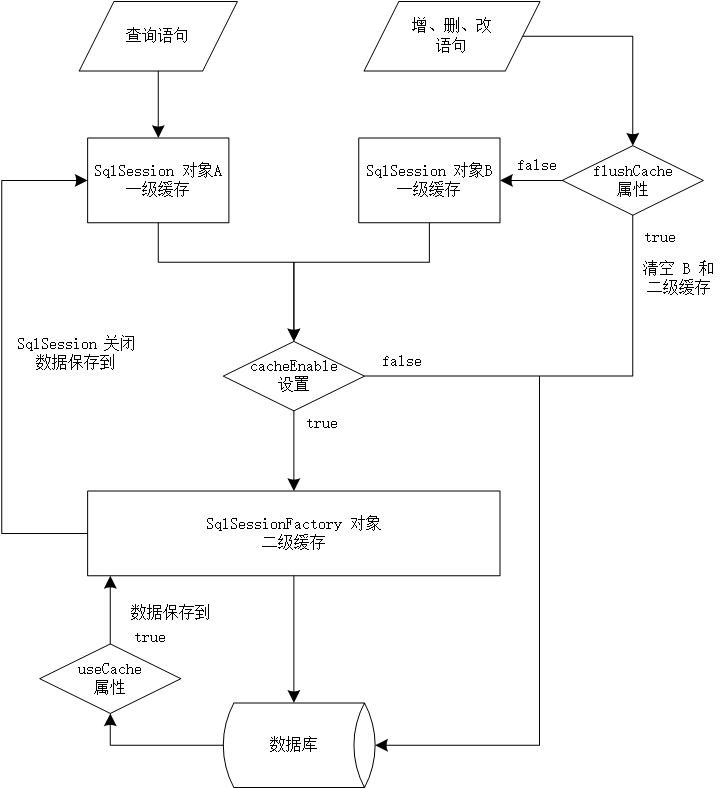 查询语句
增、删、改
语句
SqlSession 对象A
一级缓存
SqlSession 对象B
一级缓存
false
flushCache
属性
true
清空 B 和
二级缓存
SqlSession 关闭
数据保存到
cacheEnable
设置
false
true
SqlSessionFactory 对象
二级缓存
数据保存到
true
useCache
属性
数据库